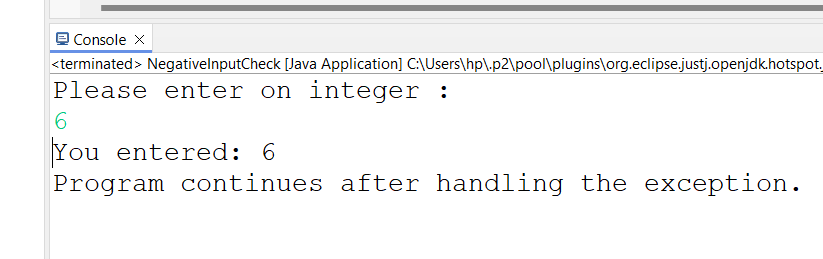 Console
<terminated> NegativeInputCheck [Java Application] C:\Users\hp\.p2\pool\plugins\org.eclipse.justj.openjdk.hotspot.
Please enter on integer :
6
You entered: 6
Program continues after handling the exception.